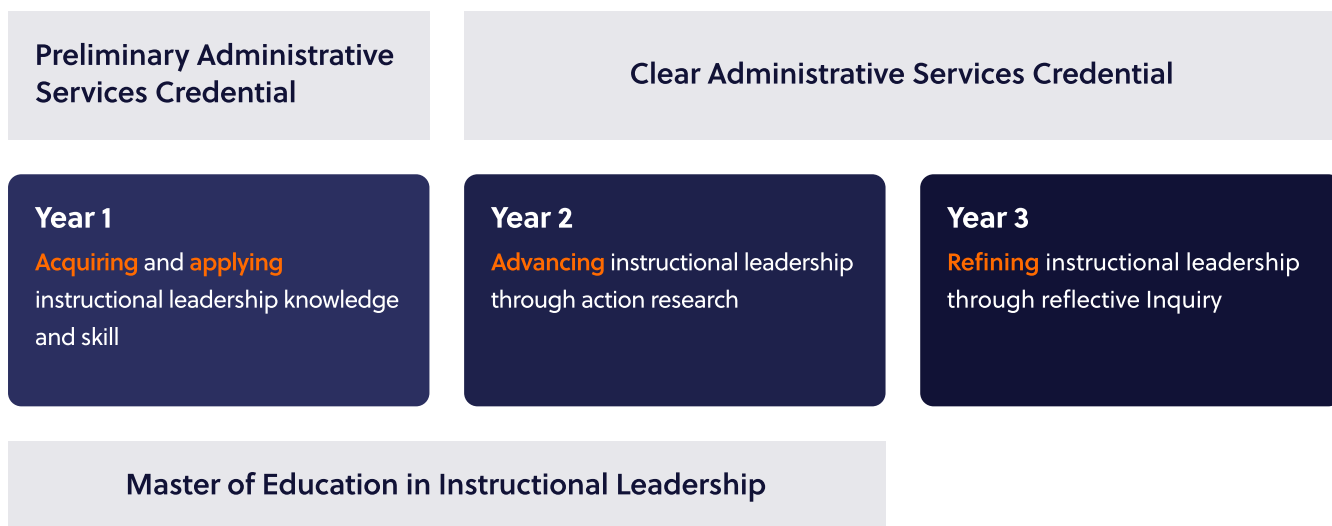 Preliminary Administrative
Services Credential
Clear Administrative Services Credential
Year 1
Acquiring and applying
instructional leadership knowledge
and skill
Year 2
Advancing instructional leadership
through action research
Year 3
Refining instructional leadership
through reflective Inquiry
Master of Education in Instructional Leadership